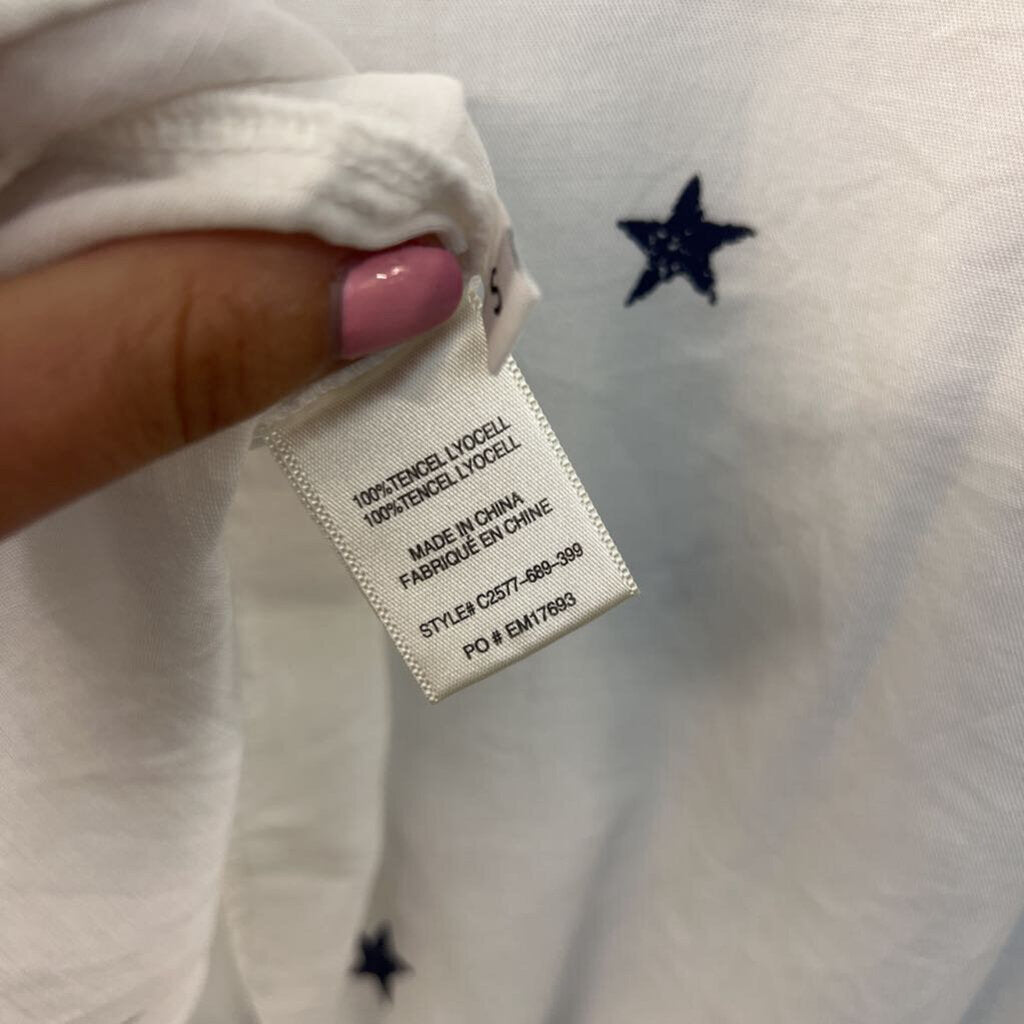 S
100%TENCEL LYOCELL
100%TENCEL LYOCELL
MADE IN CHINA
FABRIQUÉ EN CHINE
STYLE# C2577-689-399
PO # EM17693